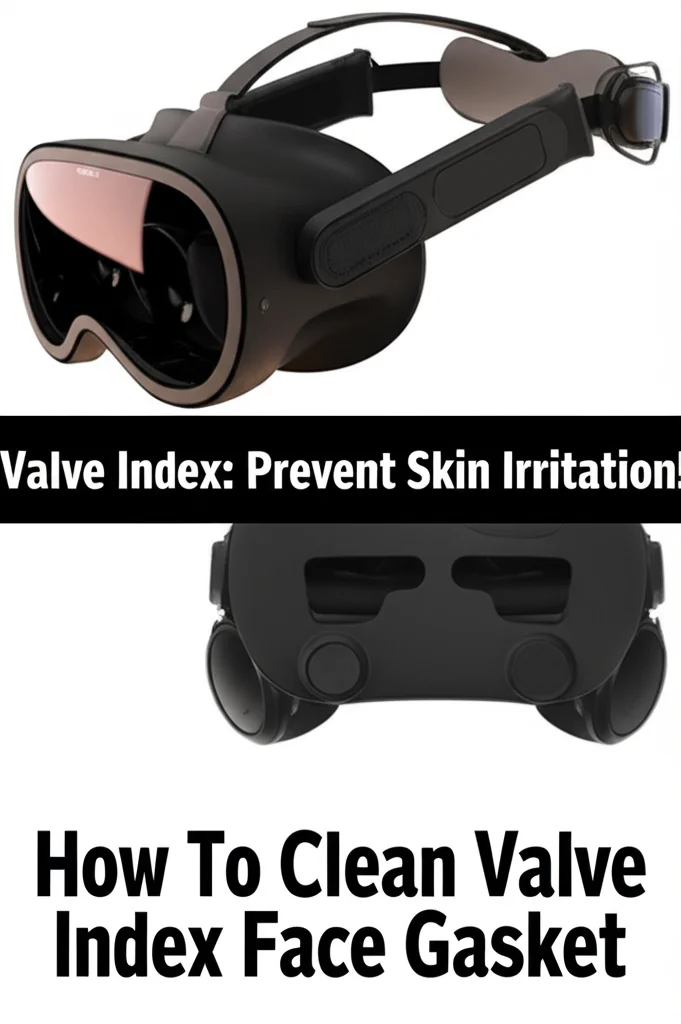 Valve Index: Prevent Skin Irritation!
How To Clean Valve
Index Face Gasket